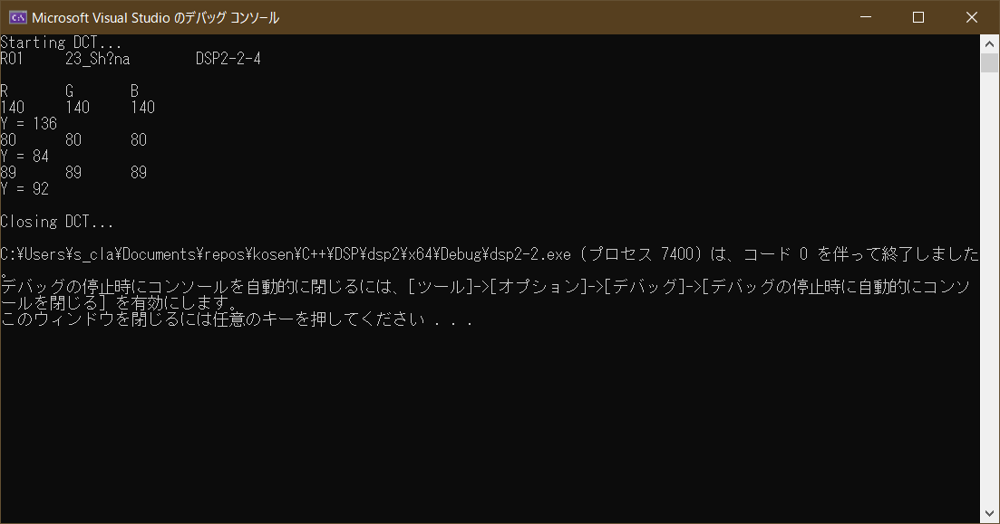 Microsoft Visual Studio のデバッグ コンソール
Starting DCT...
R01 23_Sh?na DSP2-2-4
R G B
140 140 140
Y = 136
80 80 80
Y = 84
89 89 89
Y = 92
Closing DCT...
C:¥Users¥s_cla¥Documents¥repos¥kosen¥C++¥DSP¥dsp2¥x64¥Debug¥dsp2-2.exe (プロセス 7400) は、コード 0 を伴って終了しました
。
デバッグの停止時にコンソールを自動的に閉じるには、[ツール]->[オプション]->[デバッグ]->[デバッグの停止時に自動的にコンソ
ールを閉じる] を有効にします。
このウィンドウを閉じるには任意のキーを押してください . . .